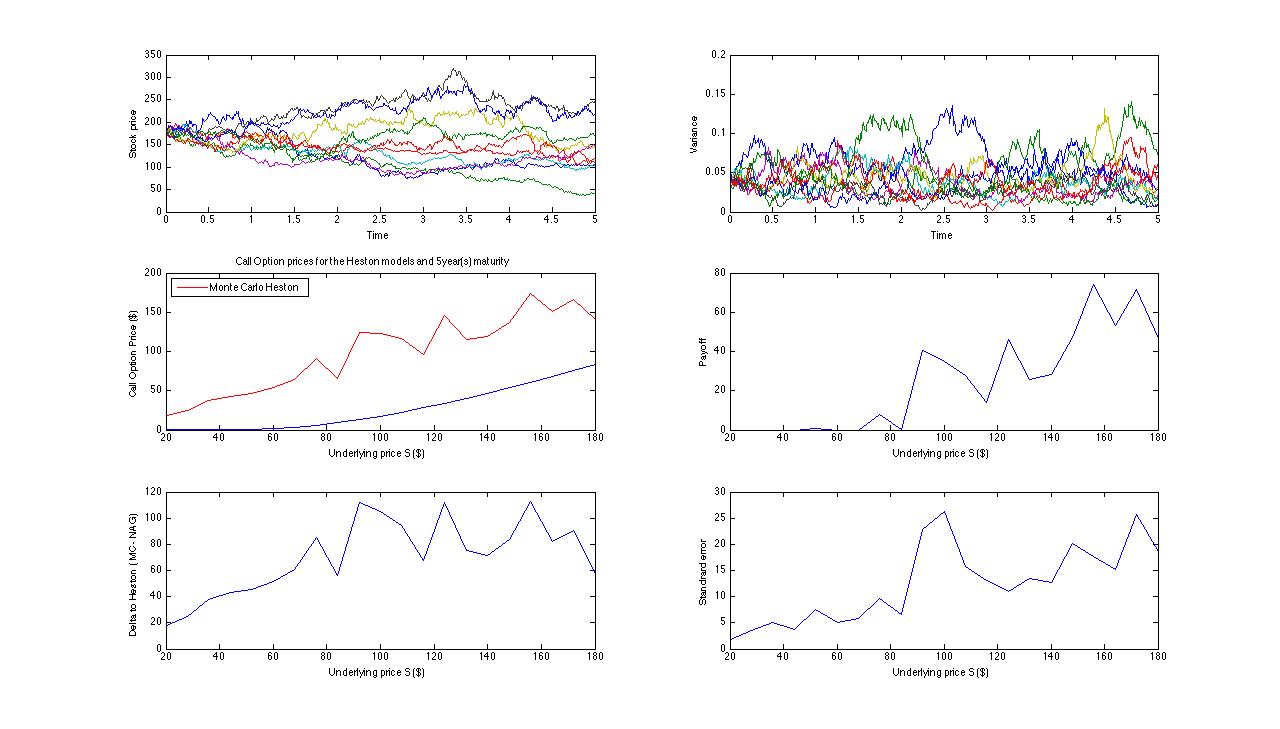 350
300
250
200
150
100
50
0
Stock price
0 0.5 1 1.5 2 2.5 3 3.5 4 4.5 5
Time
0.2
0.15
0.1
0.05
0
Variance
0 0.5 1 1.5 2 2.5 3 3.5 4 4.5 5
Time
Call Option prices for the Heston models and 5year(s) maturity
Monte Carlo Heston
200
150
100
50
0
Call Option Price ($)
20 40 60 80 100 120 140 160 180
Underlying price S ($)
80
60
40
20
0
Payoff
20 40 60 80 100 120 140 160 180
Underlying price S ($)
120
100
80
60
40
20
0
Delta to Heston ( MC - NAG)
20 40 60 80 100 120 140 160 180
Underlying price S ($)
30
25
20
15
10
5
0
Standrard error
20 40 60 80 100 120 140 160 180
Underlying price S ($)